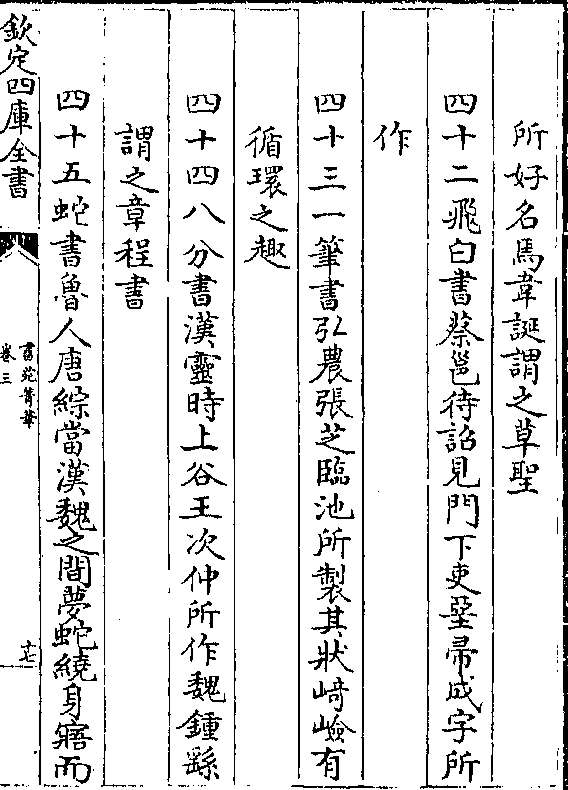 所好名馬韋誕謂之草聖
四十二飛白書蔡邕待詔見門下吏堊帚成字所
作
四十三一筆書弘農張芝臨池所製其狀﨑嶮有
循環之趣
四十四八分書漢靈時上谷王次仲所作魏鍾繇
謂之章程書
四十五蛇書魯人唐綜當漢魏之間夢蛇繞身寤而
欽定四庫全書
書苑菁華
卷三
十七